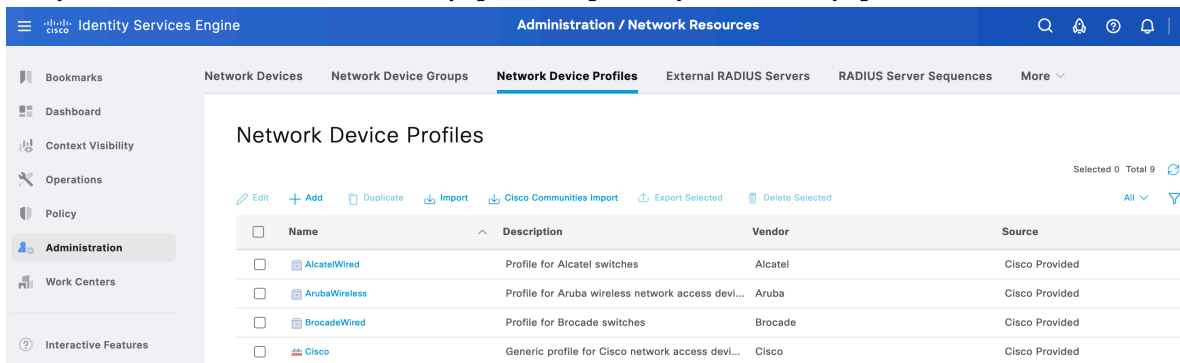 cisco Identity Services Engine
Administration / Network Resources
Bookmarks
Dashboard
Context Visibility
Operations
Policy
Administration
Work Centers
Interactive Features
Network Devices Network Device Groups Network Device Profiles External RADIUS Servers RADIUS Server Sequences More
Network Device Profiles
Selected 0 Total 9
Edit Add Duplicate Import Cisco Communities Import Export Selected Delete Selected All
Name Description Vendor Source
AlcatelWired Profile for Alcatel switches Alcatel Cisco Provided
ArubaWireless Profile for Aruba wireless network access devi... Aruba Cisco Provided
BrocadeWired Profile for Brocade switches Brocade Cisco Provided
Cisco Generic profile for Cisco network access devi... Cisco Cisco Provided